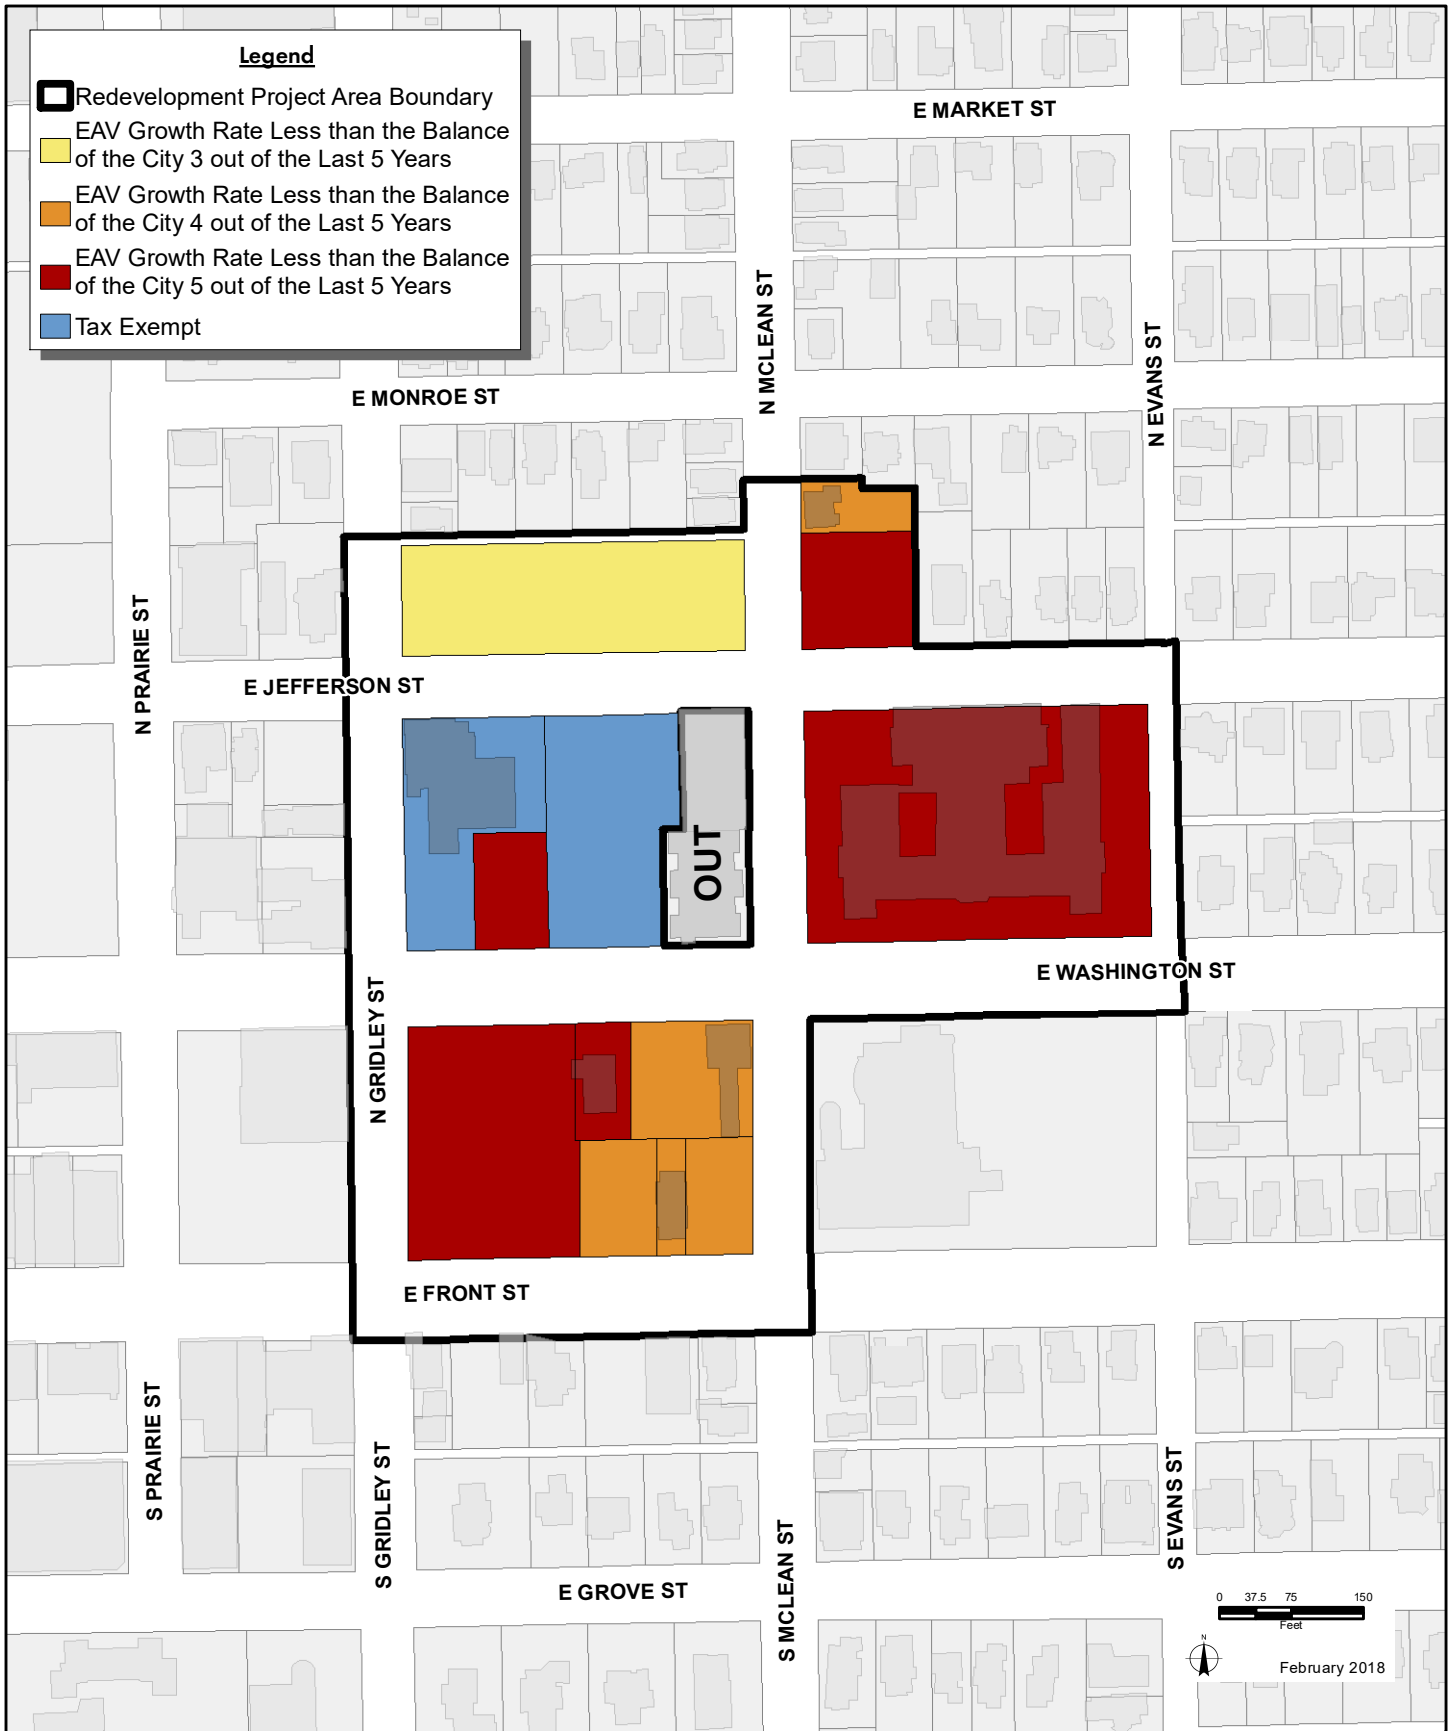 Legend
Redevelopment Project Area Boundary
EAV Growth Rate Less than the Balance
of the City 3 out of the Last 5 Years
EAV Growth Rate Less than the Balance
of the City 4 out of the Last 5 Years
EAV Growth Rate Less than the Balance
of the City 5 out of the Last 5 Years
Tax Exempt
E MARKET ST
N MCLEAN ST
N EVANS ST
E MONROE ST
N PRAIRIE ST
E JEFFERSON ST
OUT
E WASHINGTON ST
N GRIDLEY ST
E FRONT ST
S PRAIRIE ST
S GRIDLEY ST
S MCLEAN ST
S EVANS ST
E GROVE ST
0 37.5 75 150
Feet
N
February 2018